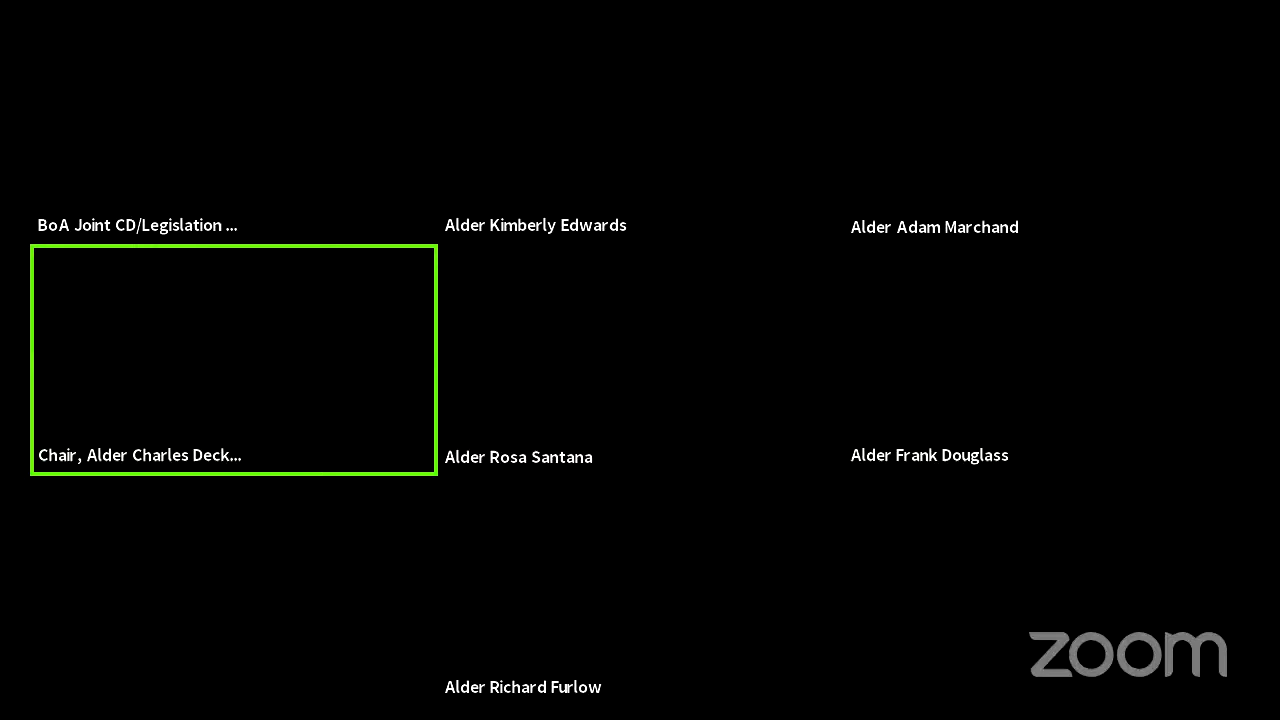 BoA Joint CD/Legislation ...
Alder Kimberly Edwards
Alder Adam Marchand
Chair, Alder Charles Deck...
Alder Rosa Santana
Alder Frank Douglass
Alder Richard Furlow
zoom